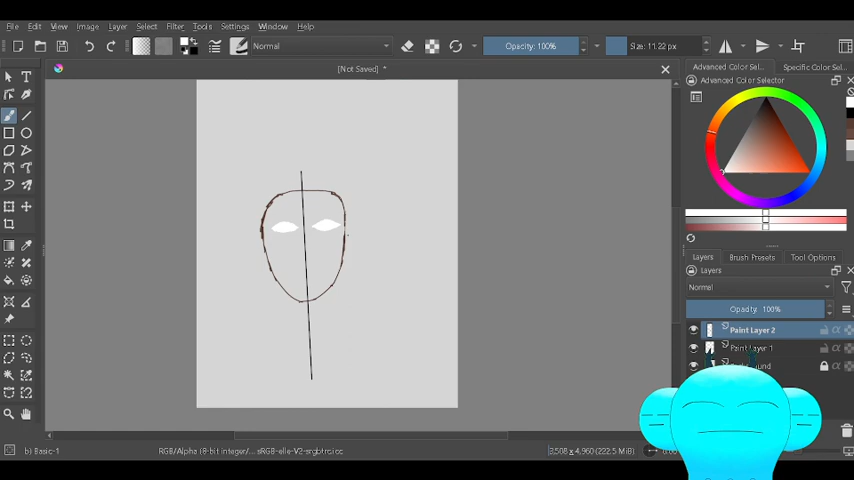 File Edit View Image Layer Select Filter Tools Settings Window Help
Normal Opacity: 100% Size: 11.22 px
[Not Saved] *
Advanced Color Sel... Specific Color Sel...
Advanced Color Selector
Layers Brush Presets Tool Options
Layers
Normal
Opacity: 100%
Paint Layer 2
Paint Layer 1
b) Basic-1 RGB/Alpha (8-bit integer/... sRGB-elle-V2-srgbtrc.icc 3,508 x 4,960 (222.5 MiB)